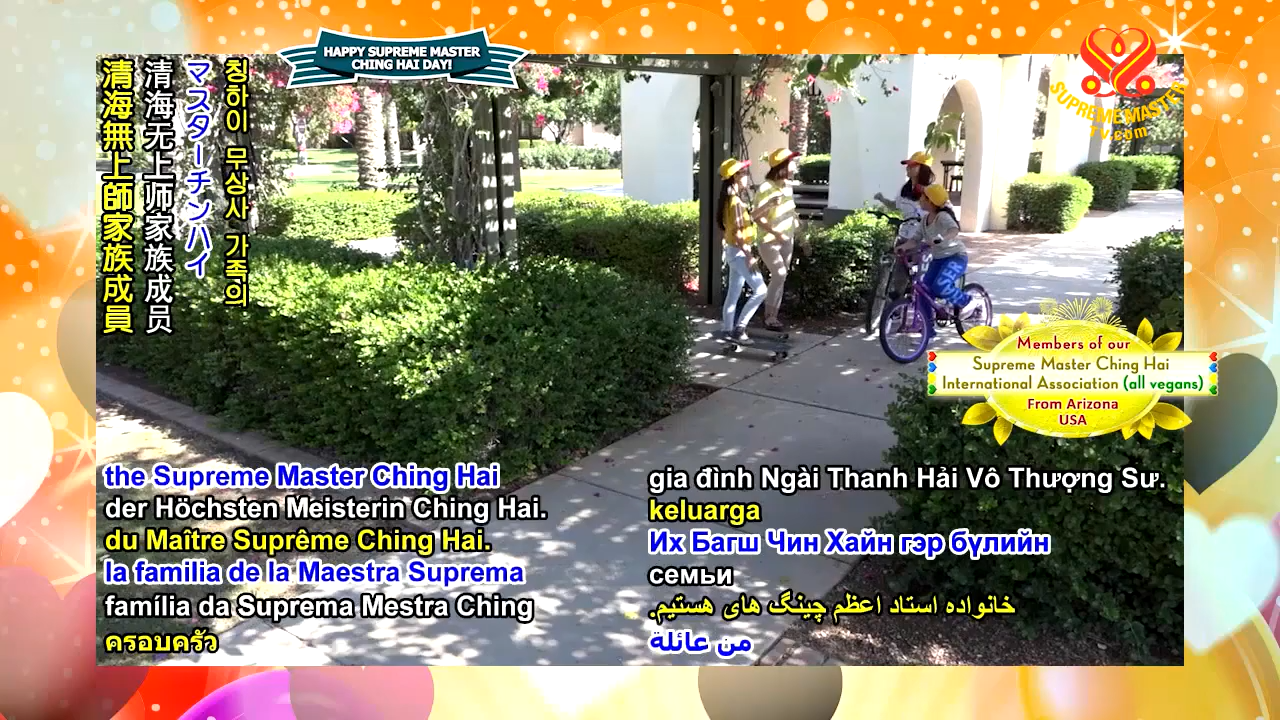 HAPPY SUPREME MASTER
CHING HAI DAY!
SUPREME MASTER
TV.com
清海無上師家族成員
清海无上师家族成员
マスターチンハイ
칭하이 무상사 가족의
Members of our
Supreme Master Ching Hai
International Association (all vegans)
From Arizona
USA
the Supreme Master Ching Hai
der Höchsten Meisterin Ching Hai.
du Maître Suprême Ching Hai.
la familia de la Maestra Suprema
família da Suprema Mestra Ching
ครอบครัว
gia đình Ngài Thanh Hải Vô Thượng Sư.
keluarga
Их Багш Чин Хайн гэр бүлийн
семьи
خانواده استاد اعظم چینگ های هستیم.
من عائلة